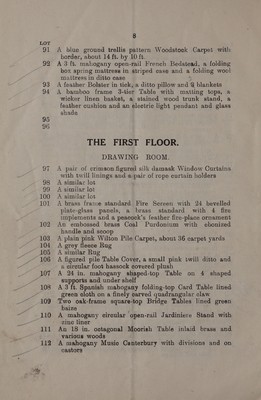 8
LOT
91 A blue ground trellis pattern Woodstock Carpet with
border, about 14 ft. by 10 ft.
92 A 3 ft. mahogany open-rail French Bedstead, a folding
box spring mattress in striped case and a folding wool
mattress in ditto case
93 A feather Bolster in tick, a ditto pillow and 2 blankets
94 A bamboo frame 3-tier Table with matting tops, a
wicker linen basket, a stained wood trunk stand, a
feather cushion and an electric light pendant and glass
shade
95
96
THE FIRST FLOOR.
DRAWING ROOM.
97 A pair of crimson figured silk damask Window Curtains
with twill linings and a pair of rope curtain holders
98 A similar lot
99 A similar lot
100 A similar lot
101 A brass frame standard Fire Screen with 24 bevelled
plate-glass panels, a brass standard with 4 fire
implements and a peacock's feather fire-place ornament
102 An embossed brass Coal Purdonium with ebonized
handle and scoop
103 A plain pink Wilton Pile Carpet, about 36 carpet yards
104 A grey fleece Rug
105 A similar Rug
106 A figured pile Table Cover, a small pink twill ditto and
a circular foot hassock covered plush
107 A 24 in. mahogany shaped-top Table on 4 shaped
supports and under shelf
108 A 3 ft. Spanish mahogany folding-top Card Table lined
green cloth on a finely carved quadrangular claw
109 Two oak-frame square-top Bridge Tables lined green
baize
110 A mahogany circular open-rail Jardiniere Stand with
zinc liner
111 An 18 in. octagonal Moorish Table inlaid brass and
various woods
112 A mahogany Music Canterbury with divisions and on
castors